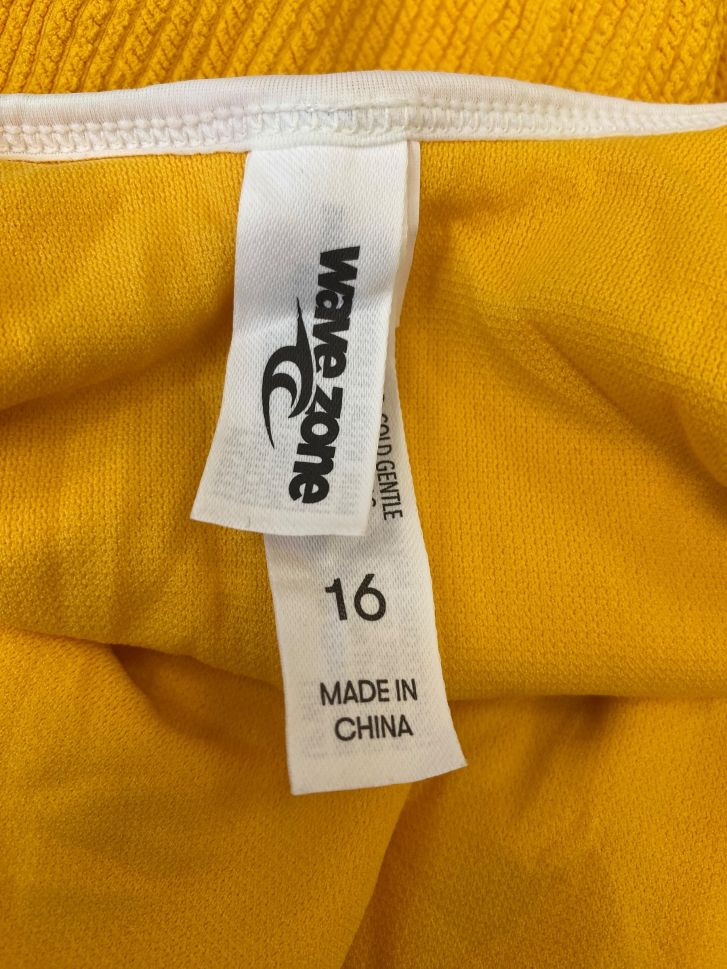 wave zone
COLD GENTLE
16
MADE IN
CHINA